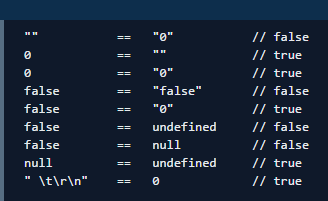 ""           ==   "0"           // false
0            ==   ""            // true
0            ==   "0"           // true
false        ==   "false"       // false
false        ==   "0"           // true
false        ==   undefined     // false
false        ==   null          // false
null         ==   undefined     // true
" \t\r\n"    ==   0             // true